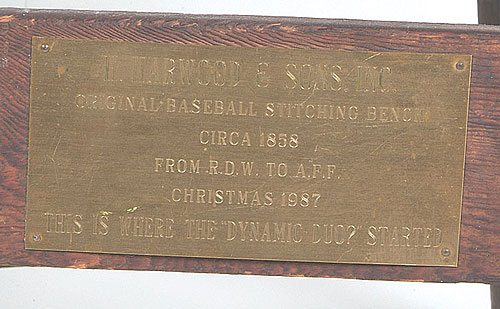 H. HARWOOD & SONS. INC.
ORIGINAL BASEBALL STITCHING BENCH
CIRCA 1858
FROM R.D.W. TO A.F.F.
CHRISTMAS 1987
THIS IS WHERE THE "DYNAMIC DUO?" STARTED